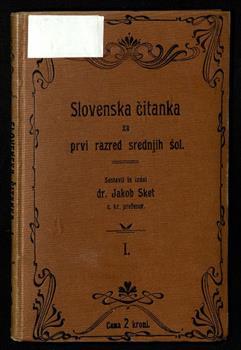 Slovenska čitanka
za
prvi razred srednjih šol.
Sestavil in izdal
dr. Jakob Sket
c. kr. profesor.
I.
Cena 2 kroni.